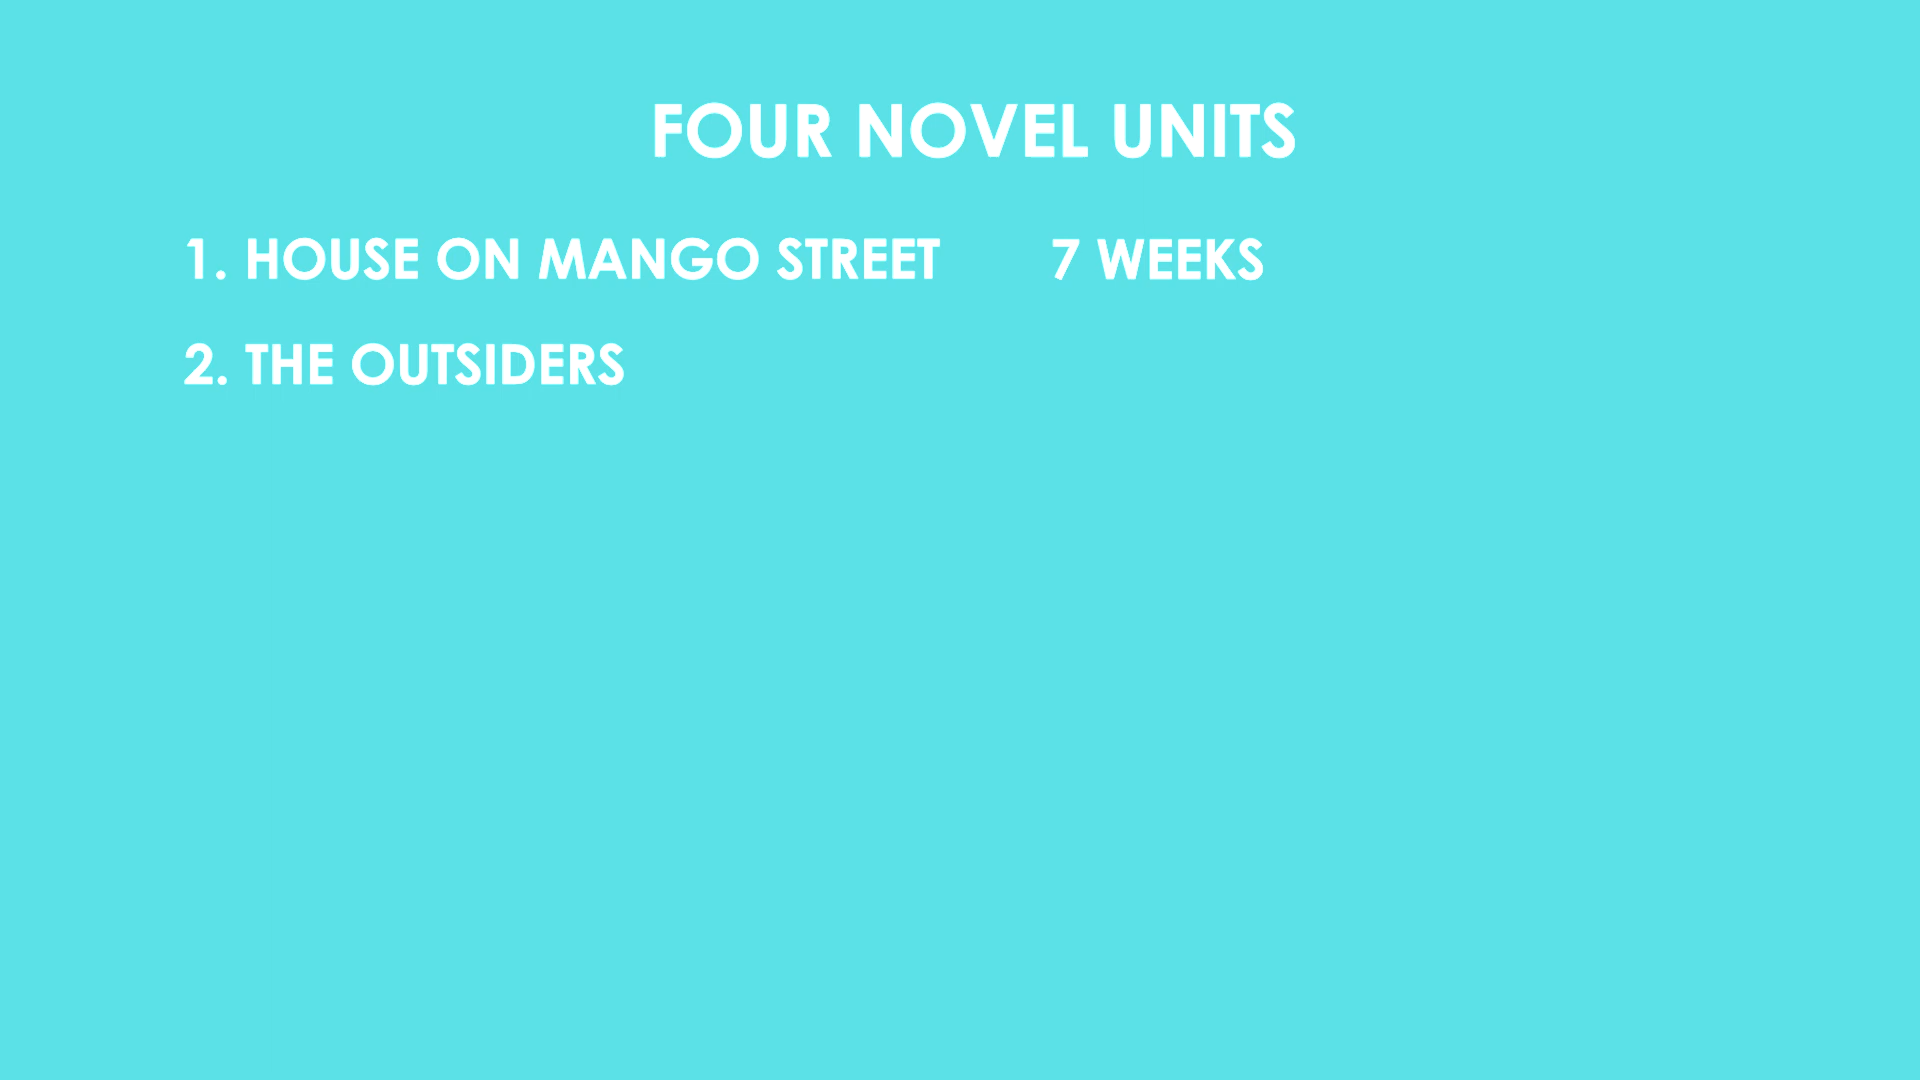 FOUR NOVEL UNITS
1. HOUSE ON MANGO STREET 7 WEEKS
2. THE OUTSIDERS